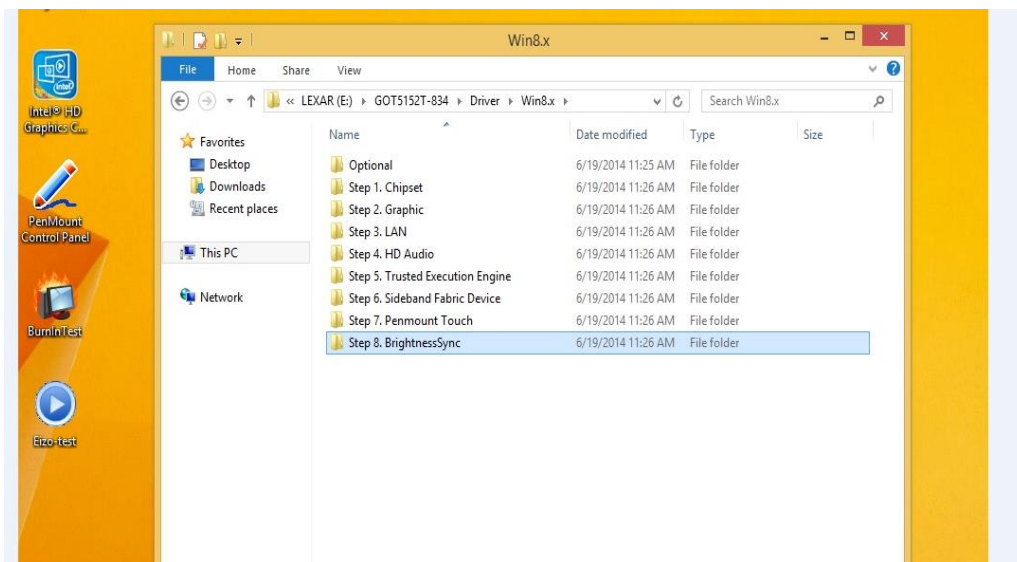 Win8.x
File Home Share View
« LEXAR (E:) GOT5152T-834 Driver Win8.x
Search Win8.x
Name Date modified Type Size
Favorites
Desktop
Downloads
Recent places
This PC
Network
Optional 6/19/2014 11:25 AM File folder
Step 1. Chipset 6/19/2014 11:26 AM File folder
Step 2. Graphic 6/19/2014 11:26 AM File folder
Step 3. LAN 6/19/2014 11:26 AM File folder
Step 4. HD Audio 6/19/2014 11:26 AM File folder
Step 5. Trusted Execution Engine 6/19/2014 11:26 AM File folder
Step 6. Sideband Fabric Device 6/19/2014 11:26 AM File folder
Step 7. Penmount Touch 6/19/2014 11:26 AM File folder
Step 8. BrightnessSync 6/19/2014 11:26 AM File folder
intel
Intel® HD
Graphics C...
PenMount
Control Panel
BurnInTest
Eizo-test